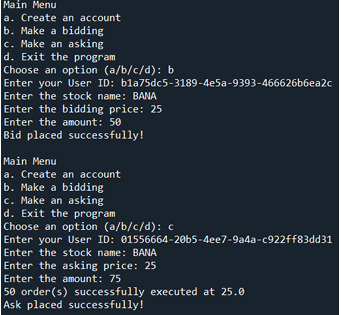 Main Menu
a. Create an account
b. Make a bidding
c. Make an asking
d. Exit the program
Choose an option (a/b/c/d): b
Enter your User ID: b1a75dc5-3189-4e5a-9393-466626b6ea2c
Enter the stock name: BANA
Enter the bidding price: 25
Enter the amount: 50
Bid placed successfully!
Main Menu
a. Create an account
b. Make a bidding
c. Make an asking
d. Exit the program
Choose an option (a/b/c/d): c
Enter your User ID: 01556664-20b5-4ee7-9a4a-c922ff83dd31
Enter the stock name: BANA
Enter the asking price: 25
Enter the amount: 75
50 order(s) successfully executed at 25.0
Ask placed successfully!